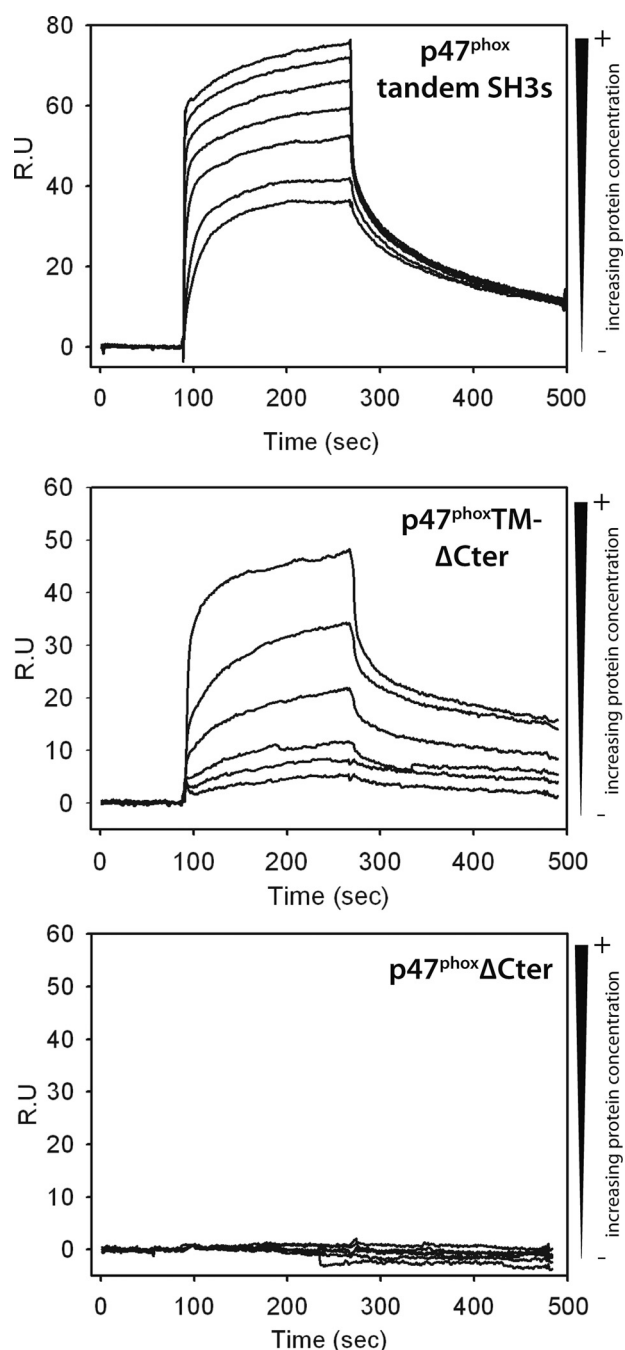 80
60
40
20
0
R.U
p47phox
tandem SH3s
+
increasing protein concentration
-
0 100 200 300 400 500
Time (sec)
60
50
40
30
20
10
0
R.U
p47phoxTM-
ΔCter
+
increasing protein concentration
-
0 100 200 300 400 500
Time (sec)
60
50
40
30
20
10
0
R.U
p47phoxΔCter
+
increasing protein concentration
-
0 100 200 300 400 500
Time (sec)